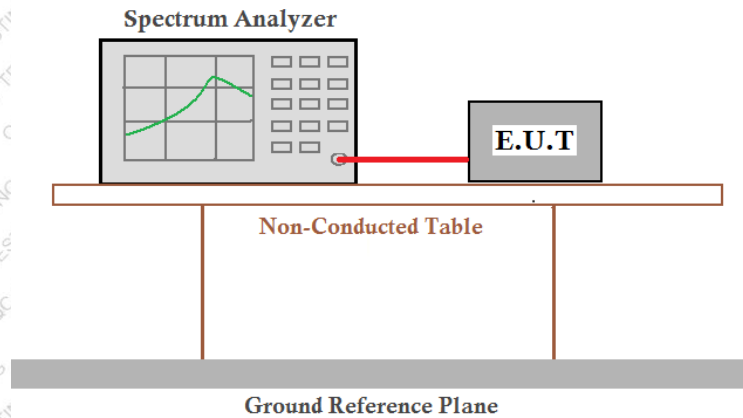 Spectrum Analyzer
E.U.T
Non-Conducted Table
Ground Reference Plane